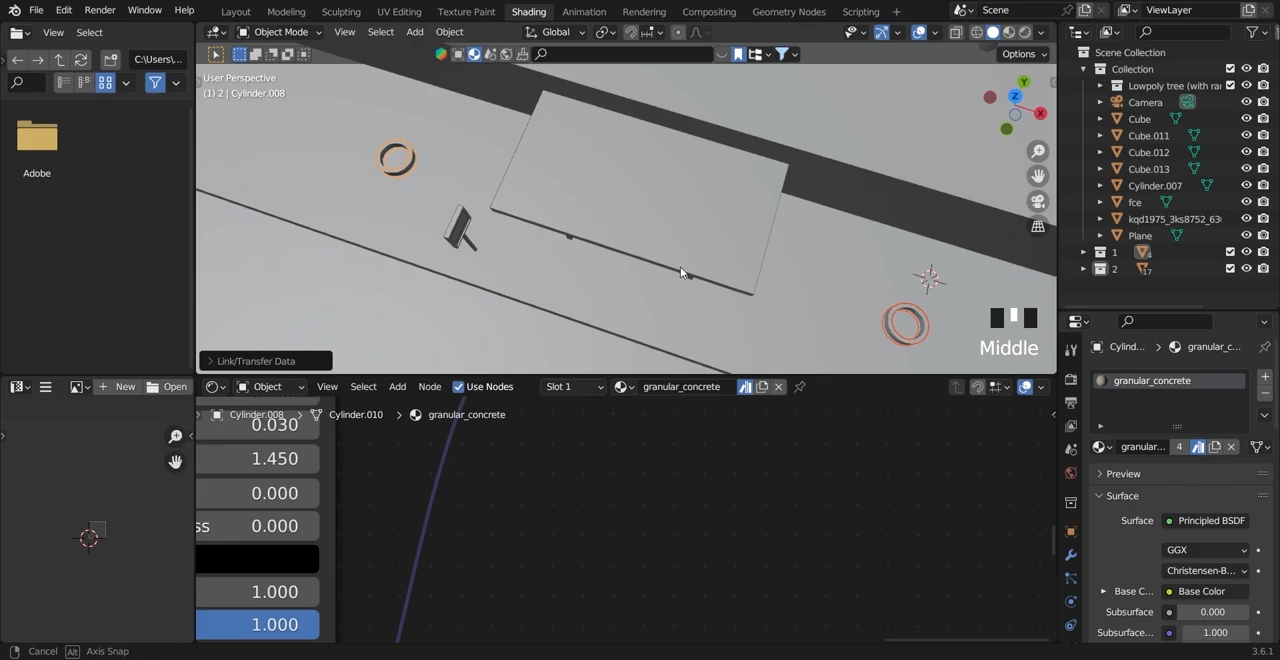 File Edit Render Window Help Layout Modeling Sculpting UV Editing Texture Paint Shading Animation Rendering Compositing Geometry Nodes Scripting + Scene ViewLayer
View Select Object Mode View Select Add Object Global
C:\Users\... Options
User Perspective
(1) 2 | Cylinder.008
Z
Y
X
Adobe
Scene Collection
Collection
Lowpoly tree (with ra
Camera
Cube
Cube.011
Cube.012
Cube.013
Cylinder.007
fce
kqd1975_3ks8752_63
Plane
1 4
2 17
Middle
Link/Transfer Data
Cylind... > granular_c...
granular_concrete
granular... 4
Preview
Surface
Surface Principled BSDF
GGX
Christensen-B...
Base C... Base Color
Subsurface 0.000
Subsurface... 1.000
New Open Object View Select Add Node Use Nodes Slot 1 granular_concrete
Cylinder.008 > Cylinder.010 > granular_concrete
0.030
1.450
0.000
ss 0.000
1.000
1.000
Cancel Alt Axis Snap 3.6.1